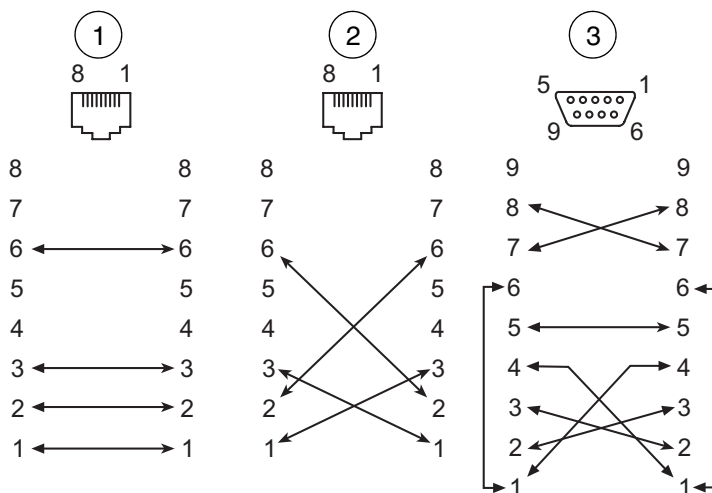 1 2 3
8 1 8 1 5 1
9 6
8 8 8 8 9 9
7 7 7 7 8 8
6 6 6 6 7 7
5 5 5 5 6 6
4 4 4 4 5 5
3 3 3 3 4 4
2 2 2 2 3 3
1 1 1 1 2 2
1 1